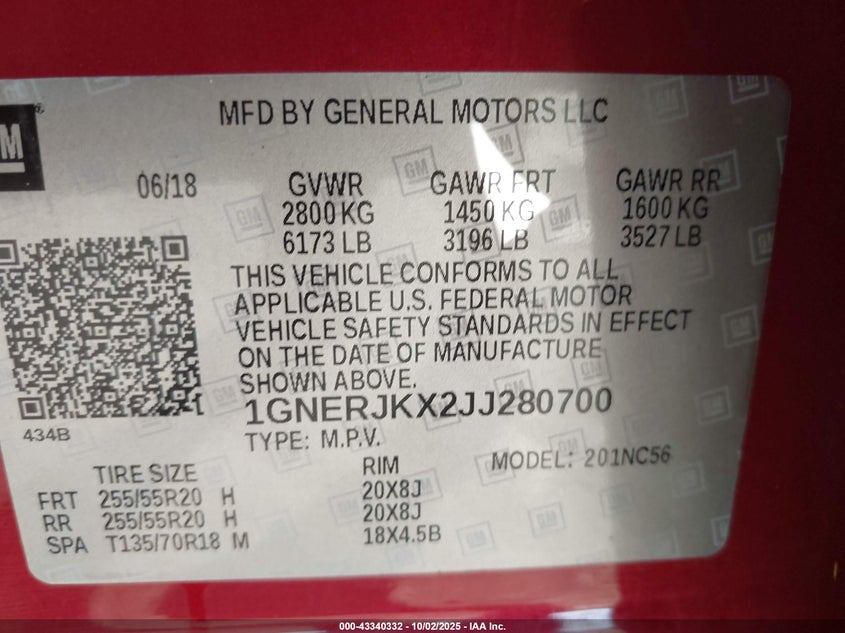 GM
MFD BY GENERAL MOTORS LLC
06/18 GVWR GAWR FRT GAWR RR
2800 KG 1450 KG 1600 KG
6173 LB 3196 LB 3527 LB
THIS VEHICLE CONFORMS TO ALL
APPLICABLE U.S. FEDERAL MOTOR
VEHICLE SAFETY STANDARDS IN EFFECT
ON THE DATE OF MANUFACTURE
SHOWN ABOVE.
1GNERJKX2JJ280700
434B
TYPE: M.P.V.
MODEL: 201NC56
TIRE SIZE RIM
FRT 255/55R20 H 20X8J
RR 255/55R20 H 20X8J
SPA T135/70R18 M 18X4.5B
000-43340332 - 10/02/2025 - IAA Inc.